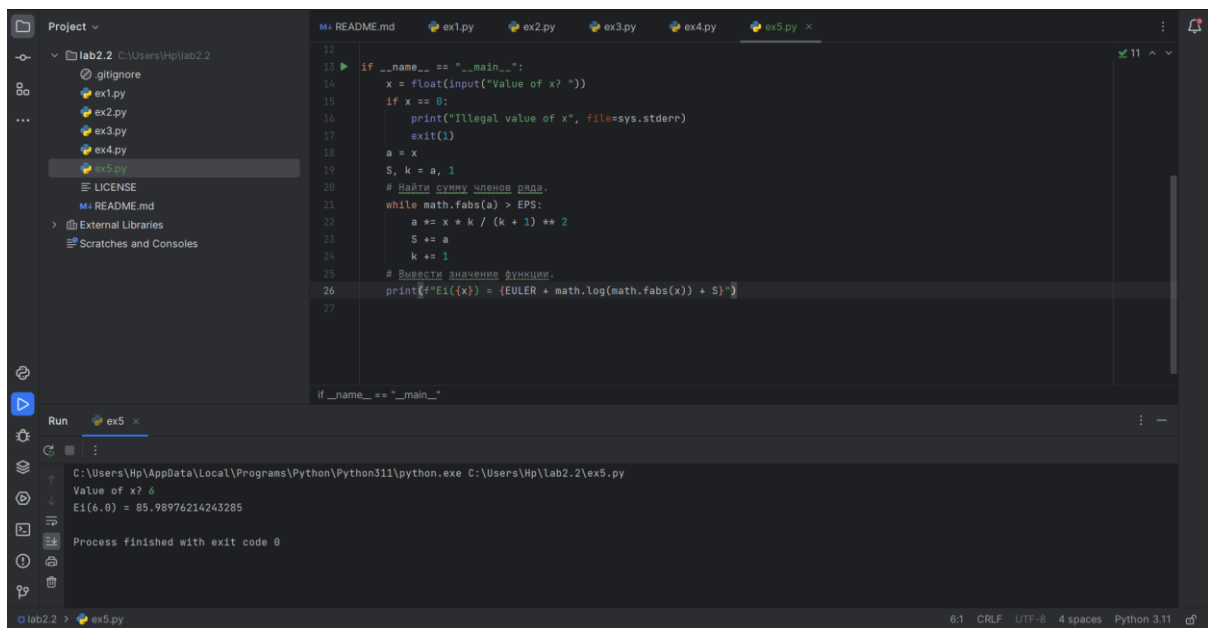 Project
lab2.2 C:\Users\Hp\lab2.2
.gitignore
ex1.py
ex2.py
ex3.py
ex4.py
ex5.py
LICENSE
README.md
External Libraries
Scratches and Consoles
README.md ex1.py ex2.py ex3.py ex4.py ex5.py
11
12
13 if __name__ == "__main__":
14 x = float(input("Value of x? "))
15 if x == 0:
16 print("Illegal value of x", file=sys.stderr)
17 exit(1)
18 a = x
19 S, k = a, 1
20 # Найти сумму членов ряда.
21 while math.fabs(a) > EPS:
22 a *= x * k / (k + 1) ** 2
23 S += a
24 k += 1
25 # Вывести значение функции.
26 print(f"Ei({x}) = {EULER + math.log(math.fabs(x)) + S}")
27
if __name__ == "__main__"
Run ex5
C:\Users\Hp\AppData\Local\Programs\Python\Python311\python.exe C:\Users\Hp\lab2.2\ex5.py
Value of x? 6
Ei(6.0) = 85.98976214243285
Process finished with exit code 0
lab2.2 > ex5.py 6:1 CRLF UTF-8 4 spaces Python 3.11